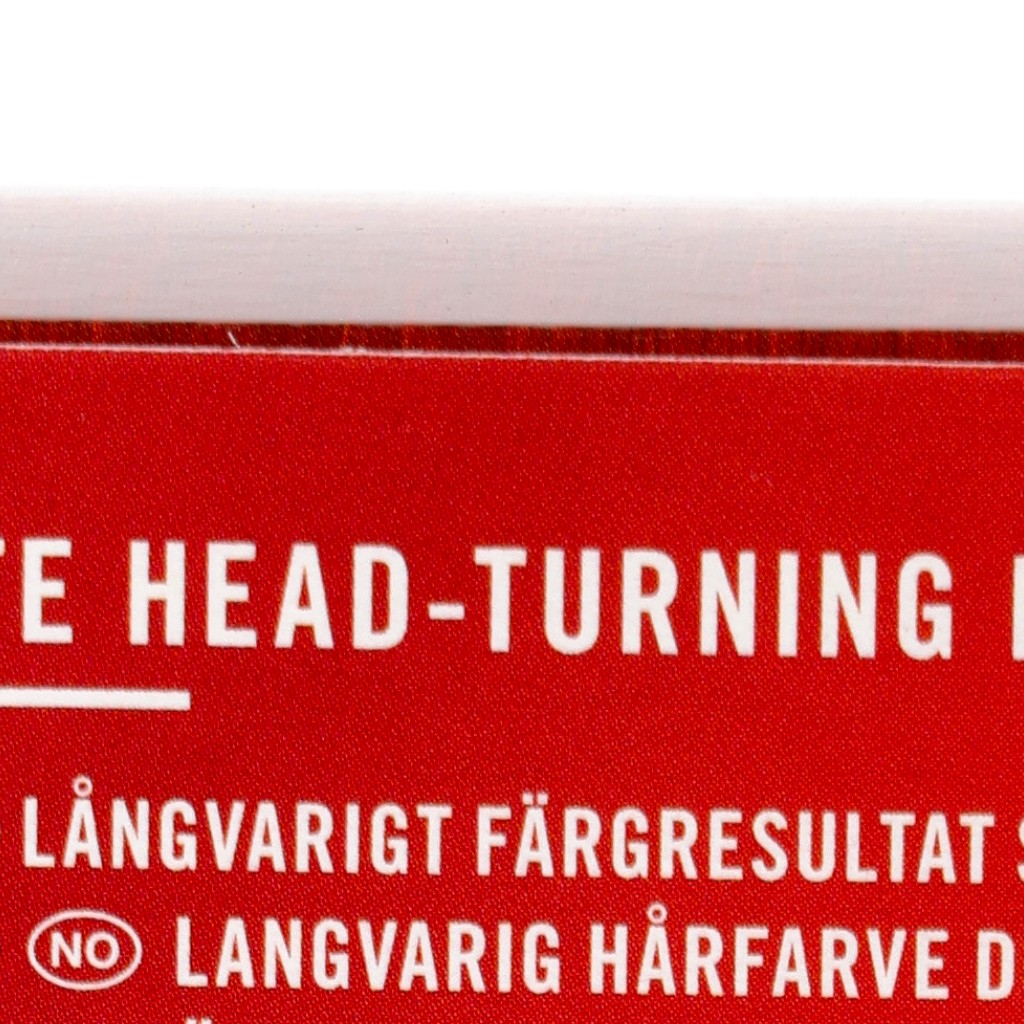 HEAD-TURNING
LÅNGVARIGT FÄRGRESULTAT
NO LANGVARIG HÅRFARVE